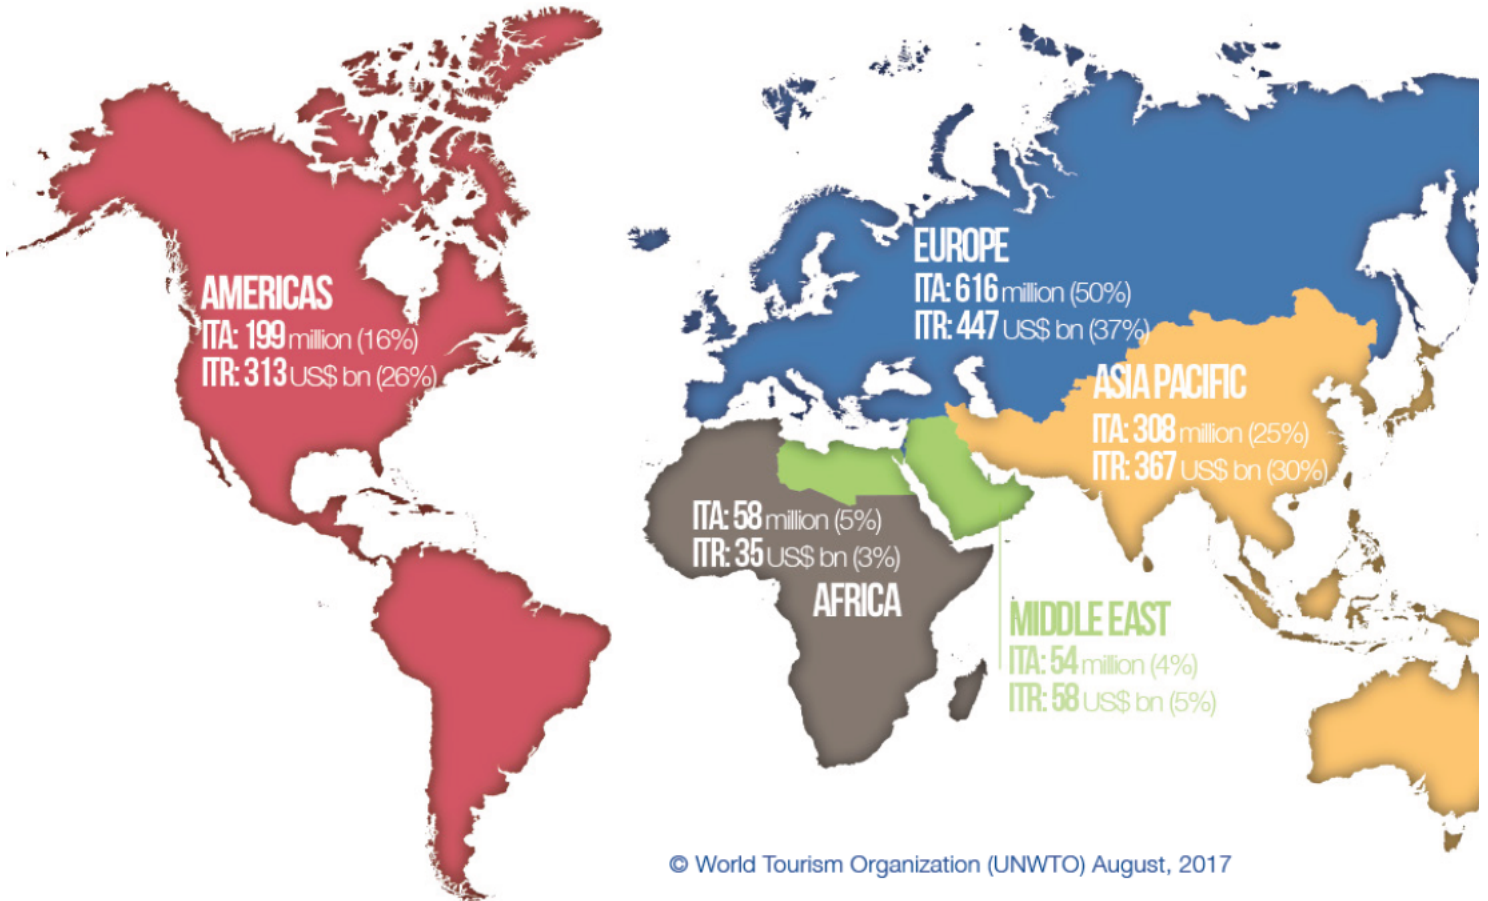 AMERICAS
ITA: 199 million (16%)
ITR: 313 US$ bn (26%)
EUROPE
ITA: 616 million (50%)
ITR: 447 US$ bn (37%)
ASIA PACIFIC
ITA: 308 million (25%)
ITR: 367 US$ bn (30%)
ITA: 58 million (5%)
ITR: 35 US$ bn (3%)
AFRICA
MIDDLE EAST
ITA: 54 million (4%)
ITR: 58 US$ bn (5%)
© World Tourism Organization (UNWTO) August, 2017